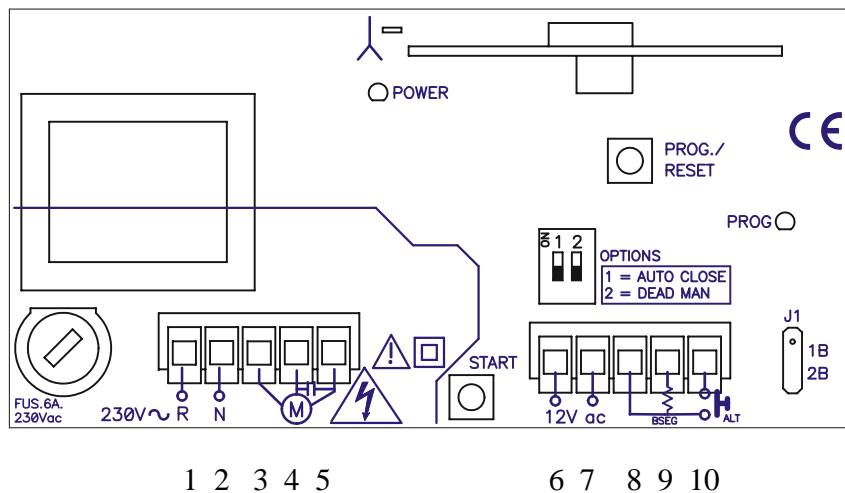 POWER
CE
PROG./
RESET
PROG
ON
1 2
OPTIONS
1 = AUTO CLOSE
2 = DEAD MAN
J1
1B
2B
START
FUS.6A.
230Vac
230V~ R N
M
12V ac
BSEG
ALT
1 2 3 4 5 6 7 8 9 10